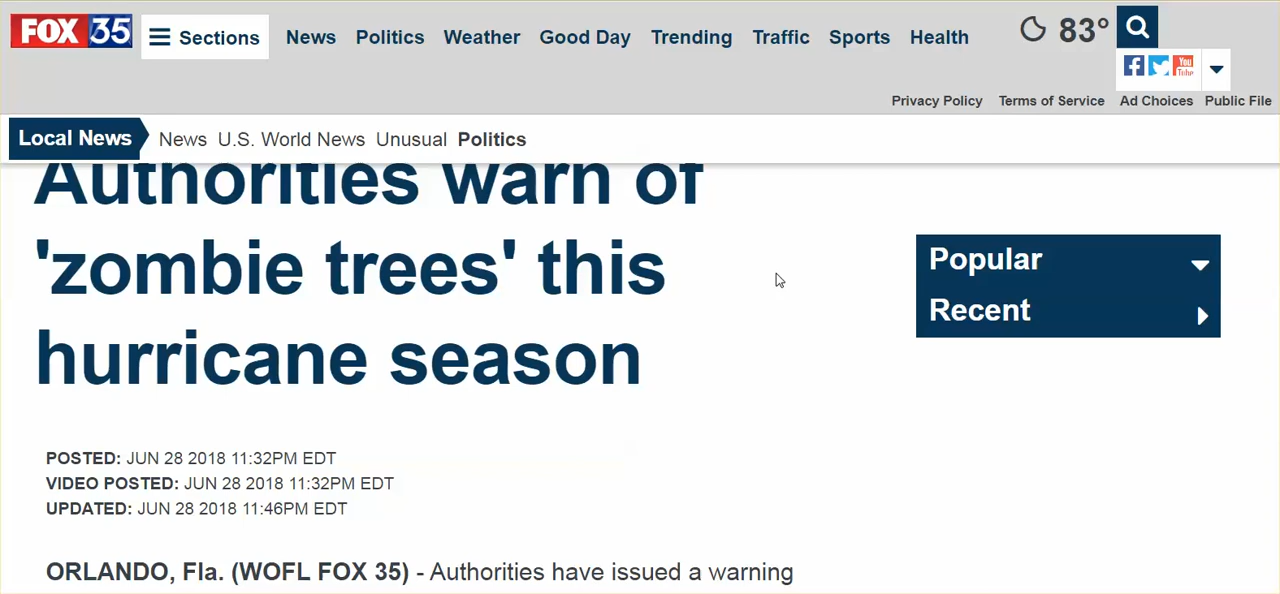 FOX 35
Sections
News Politics Weather Good Day Trending Traffic Sports Health
83°
You Tube
Privacy Policy Terms of Service Ad Choices Public File
Local News
News U.S. World News Unusual Politics
Authorities warn of
'zombie trees' this
hurricane season
Popular
Recent
POSTED: JUN 28 2018 11:32PM EDT
VIDEO POSTED: JUN 28 2018 11:32PM EDT
UPDATED: JUN 28 2018 11:46PM EDT
ORLANDO, Fla. (WOFL FOX 35) - Authorities have issued a warning